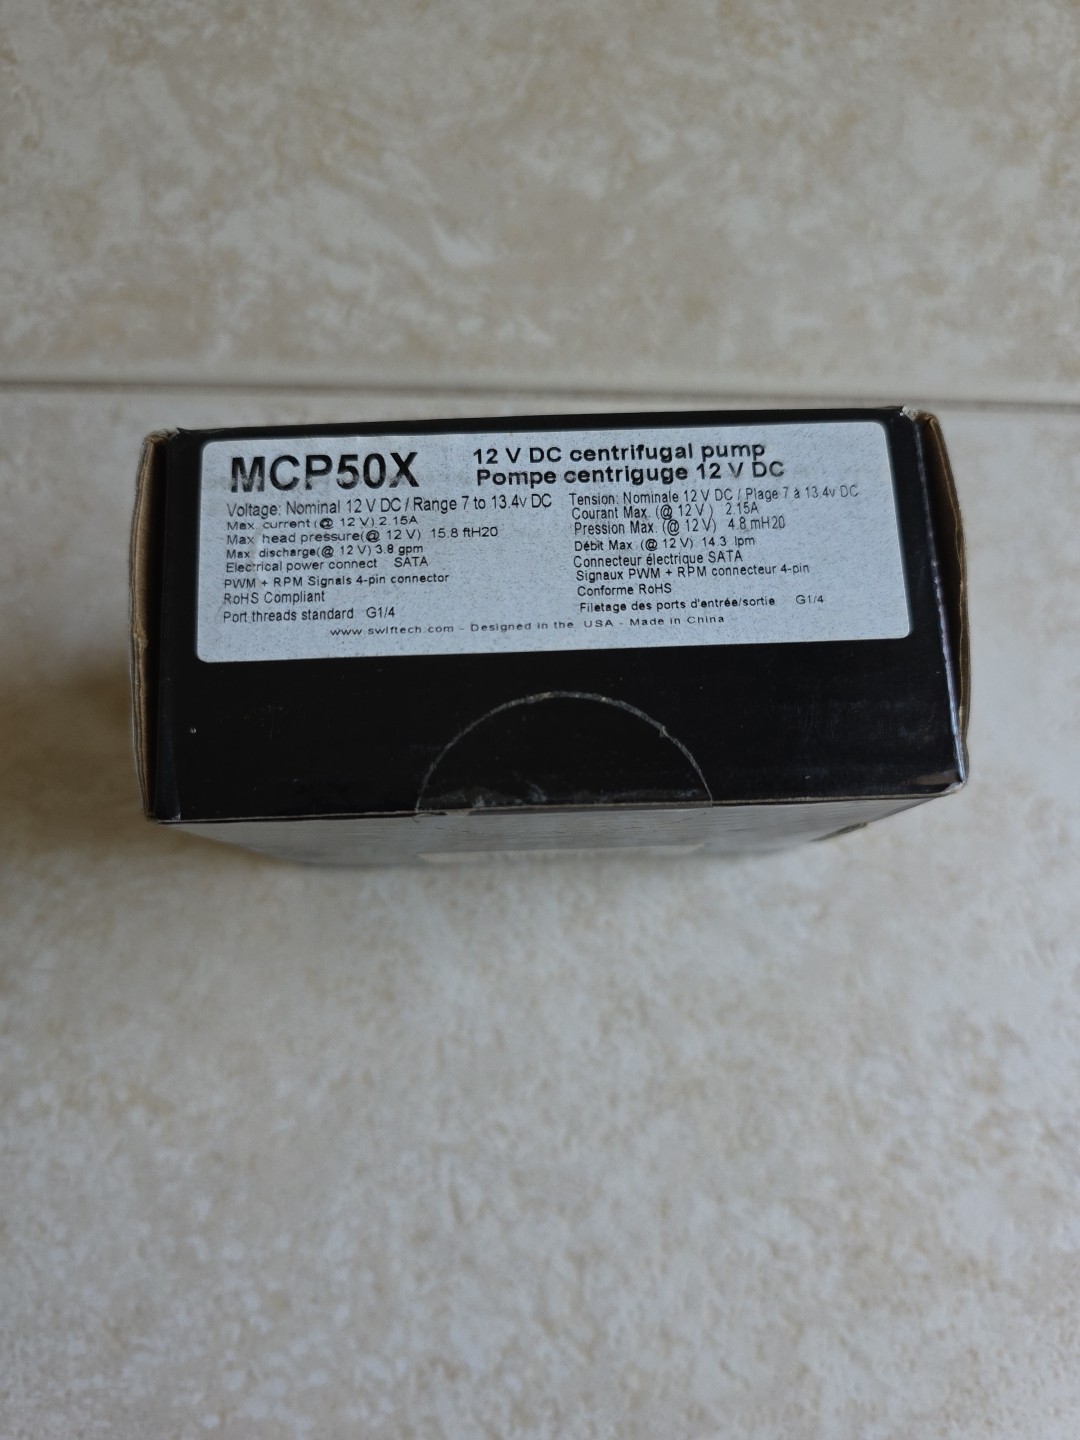 MCP50X
12 V DC centrifugal pump
Pompe centriguge 12 V DC
Voltage: Nominal 12 V DC / Range 7 to 13.4v DC
Max. current (@ 12 V) 2.15A
Max. head pressure(@ 12 V) 15.8 ftH20
Max. discharge(@ 12 V) 3.8 gpm
Electrical power connect SATA
PWM + RPM Signals 4-pin connector
RoHS Compliant
Port threads standard G1/4
Tension: Nominale 12 V DC / Plage 7 à 13.4v DC
Courant Max. (@ 12 V) 2.15A
Pression Max. (@ 12 V) 4.8 mH20
Débit Max. (@ 12 V) 14.3 lpm
Connecteur électrique SATA
Signaux PWM + RPM connecteur 4-pin
Conforme RoHS
Filetage des ports d'entrée/sortie G1/4
www.swiftech.com - Designed in the USA - Made in China